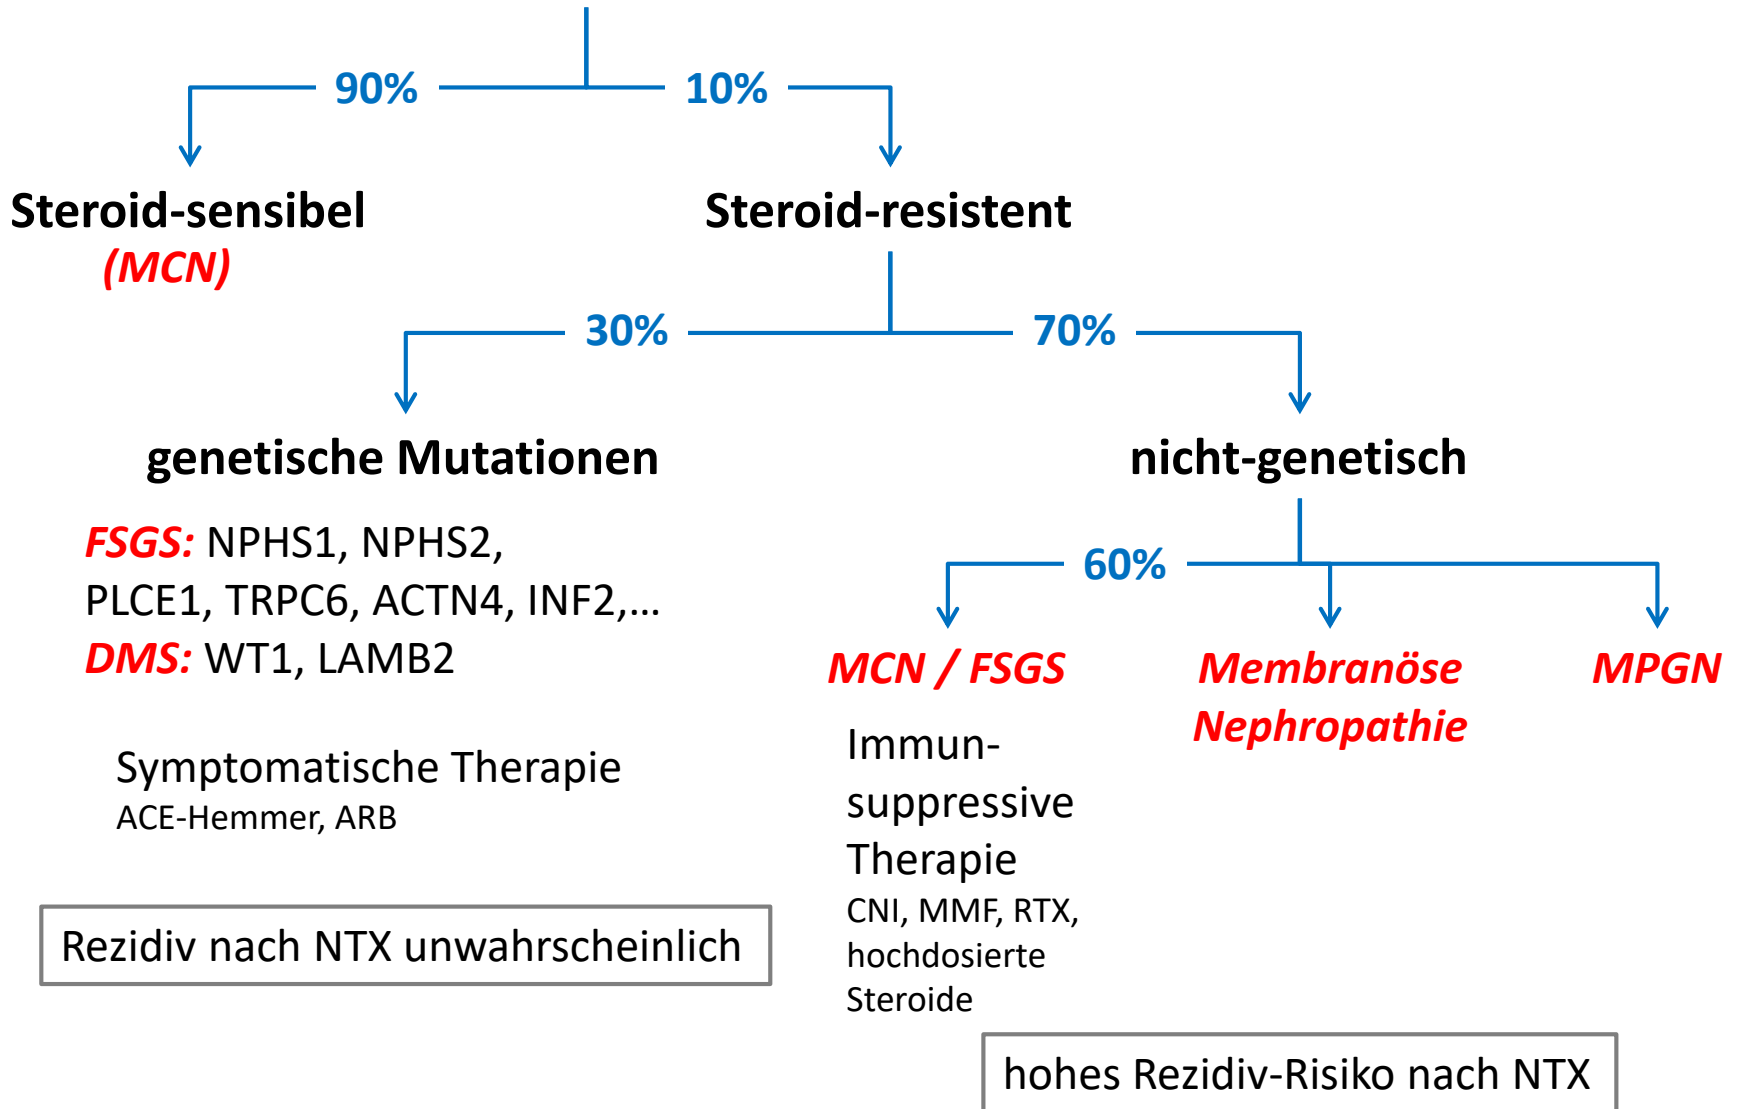 90%
10%
Steroid-sensibel
(MCN)
Steroid-resistent
30%
70%
genetische Mutationen
FSGS: NPHS1, NPHS2,
PLCE1, TRPC6, ACTN4, INF2,...
DMS: WT1, LAMB2
Symptomatische Therapie
ACE-Hemmer, ARB
Rezidiv nach NTX unwahrscheinlich
nicht-genetisch
60%
MCN / FSGS
Immun-
suppressive
Therapie
CNI, MMF, RTX,
hochdosierte
Steroide
Membranöse
Nephropathie
MPGN
hohes Rezidiv-Risiko nach NTX